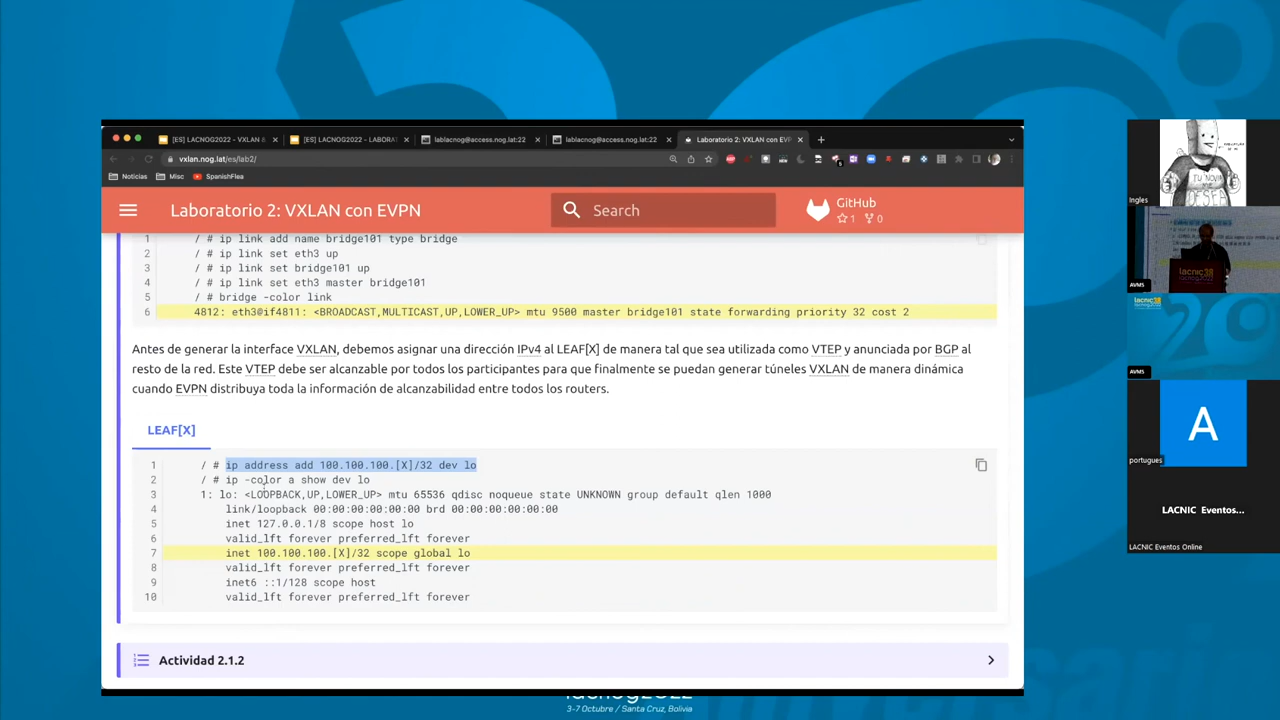 [ES] LACNOG2022 - VXLAN &
[ES] LACNOG2022 - LABORA
lablacnog@access.nog.lat:22
lablacnog@access.nog.lat:22
Laboratorio 2: VXLAN con EVPN
vxlan.nog.lat/es/lab2/
Noticias
Misc
SpanishFlea
Laboratorio 2: VXLAN con EVPN
Search
GitHub
1
0
1 / # ip link add name bridge101 type bridge
2 / # ip link set eth3 up
3 / # ip link set bridge101 up
4 / # ip link set eth3 master bridge101
5 / # bridge -color link
6 4812: eth3@if4811: <BROADCAST,MULTICAST,UP,LOWER_UP> mtu 9500 master bridge101 state forwarding priority 32 cost 2
Antes de generar la interface VXLAN, debemos asignar una dirección IPv4 al LEAF[X] de manera tal que sea utilizada como VTEP y anunciada por BGP al
resto de la red. Este VTEP debe ser alcanzable por todos los participantes para que finalmente se puedan generar túneles VXLAN de manera dinámica
cuando EVPN distribuya toda la información de alcanzabilidad entre todos los routers.
LEAF[X]
1 / # ip address add 100.100.100.[X]/32 dev lo
2 / # ip -color a show dev lo
3 1: lo: <LOOPBACK,UP,LOWER_UP> mtu 65536 qdisc noqueue state UNKNOWN group default qlen 1000
4 link/loopback 00:00:00:00:00:00 brd 00:00:00:00:00:00
5 inet 127.0.0.1/8 scope host lo
6 valid_lft forever preferred_lft forever
7 inet 100.100.100.[X]/32 scope global lo
8 valid_lft forever preferred_lft forever
9 inet6 ::1/128 scope host
10 valid_lft forever preferred_lft forever
Actividad 2.1.2
lacnog2022
3-7 Octubre / Santa Cruz, Bolivia
TU NOVIA
ME
DESEA
Ingles
lacnic38
AVMS
lacnic38
AVMS
A
portugues
LACNIC Eventos...
LACNIC Eventos Online